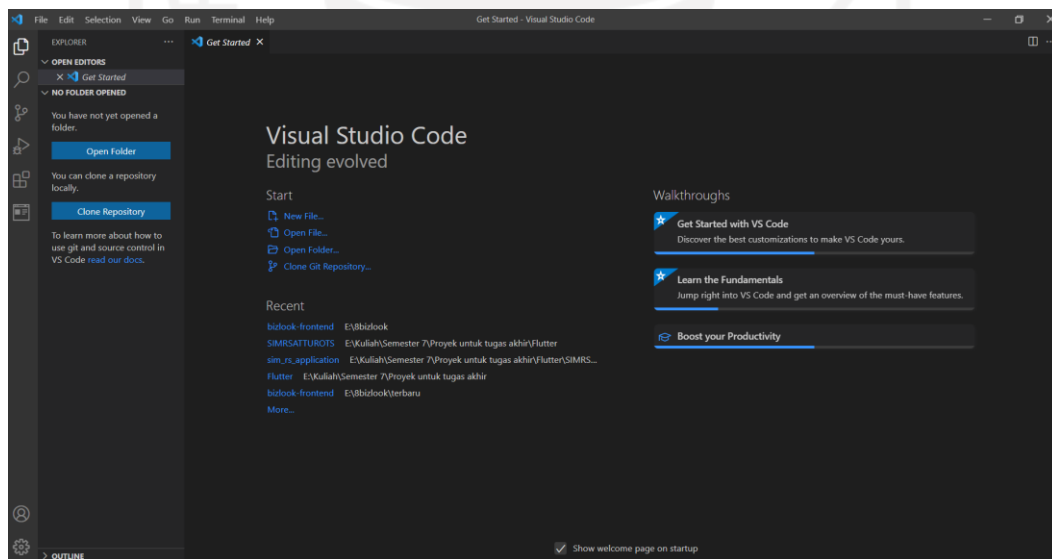 File Edit Selection View Go Run Terminal Help
Get Started - Visual Studio Code
EXPLORER
OPEN EDITORS
Get Started
NO FOLDER OPENED
You have not yet opened a
folder.
Open Folder
You can clone a repository
locally.
Clone Repository
To learn more about how to
use git and source control in
VS Code read our docs.
OUTLINE
Get Started
Visual Studio Code
Editing evolved
Start
New File...
Open File...
Open Folder...
Clone Git Repository...
Recent
bizlook-frontend E:\8bizlook
SIMRSATTUROTS E:\Kuliah\Semester 7\Proyek untuk tugas akhir\Flutter
sim_rs_application E:\Kuliah\Semester 7\Proyek untuk tugas akhir\Flutter\SIMRS...
Flutter E:\Kuliah\Semester 7\Proyek untuk tugas akhir
bizlook-frontend E:\8bizlook\terbaru
More...
Walkthroughs
Get Started with VS Code
Discover the best customizations to make VS Code yours.
Learn the Fundamentals
Jump right into VS Code and get an overview of the must-have features.
Boost your Productivity
Show welcome page on startup